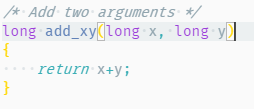 /* Add two arguments */
long add_xy(long x, long y)
{
    return x+y;
}